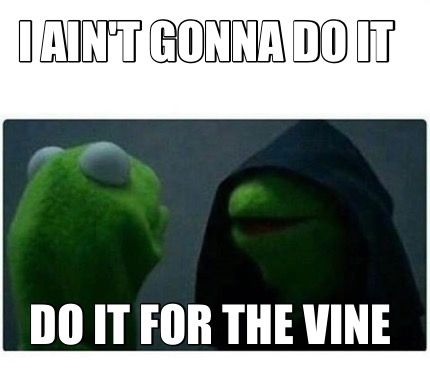 I AIN'T GONNA DO IT
DO IT FOR THE VINE